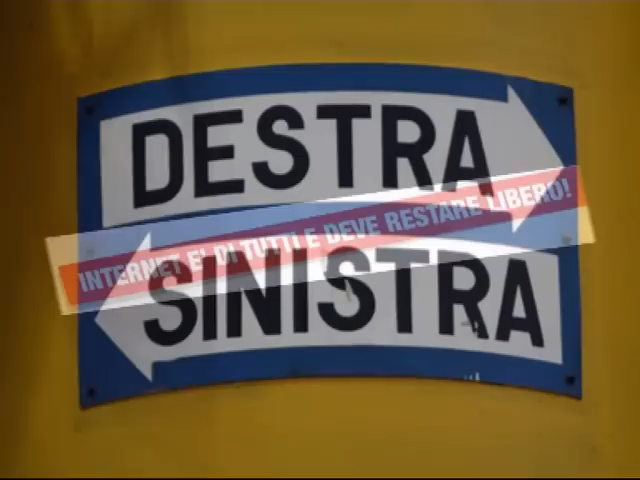 DESTRA
INTERNET E' DI TUTTI E DEVE RESTARE LIBERO!
SINISTRA